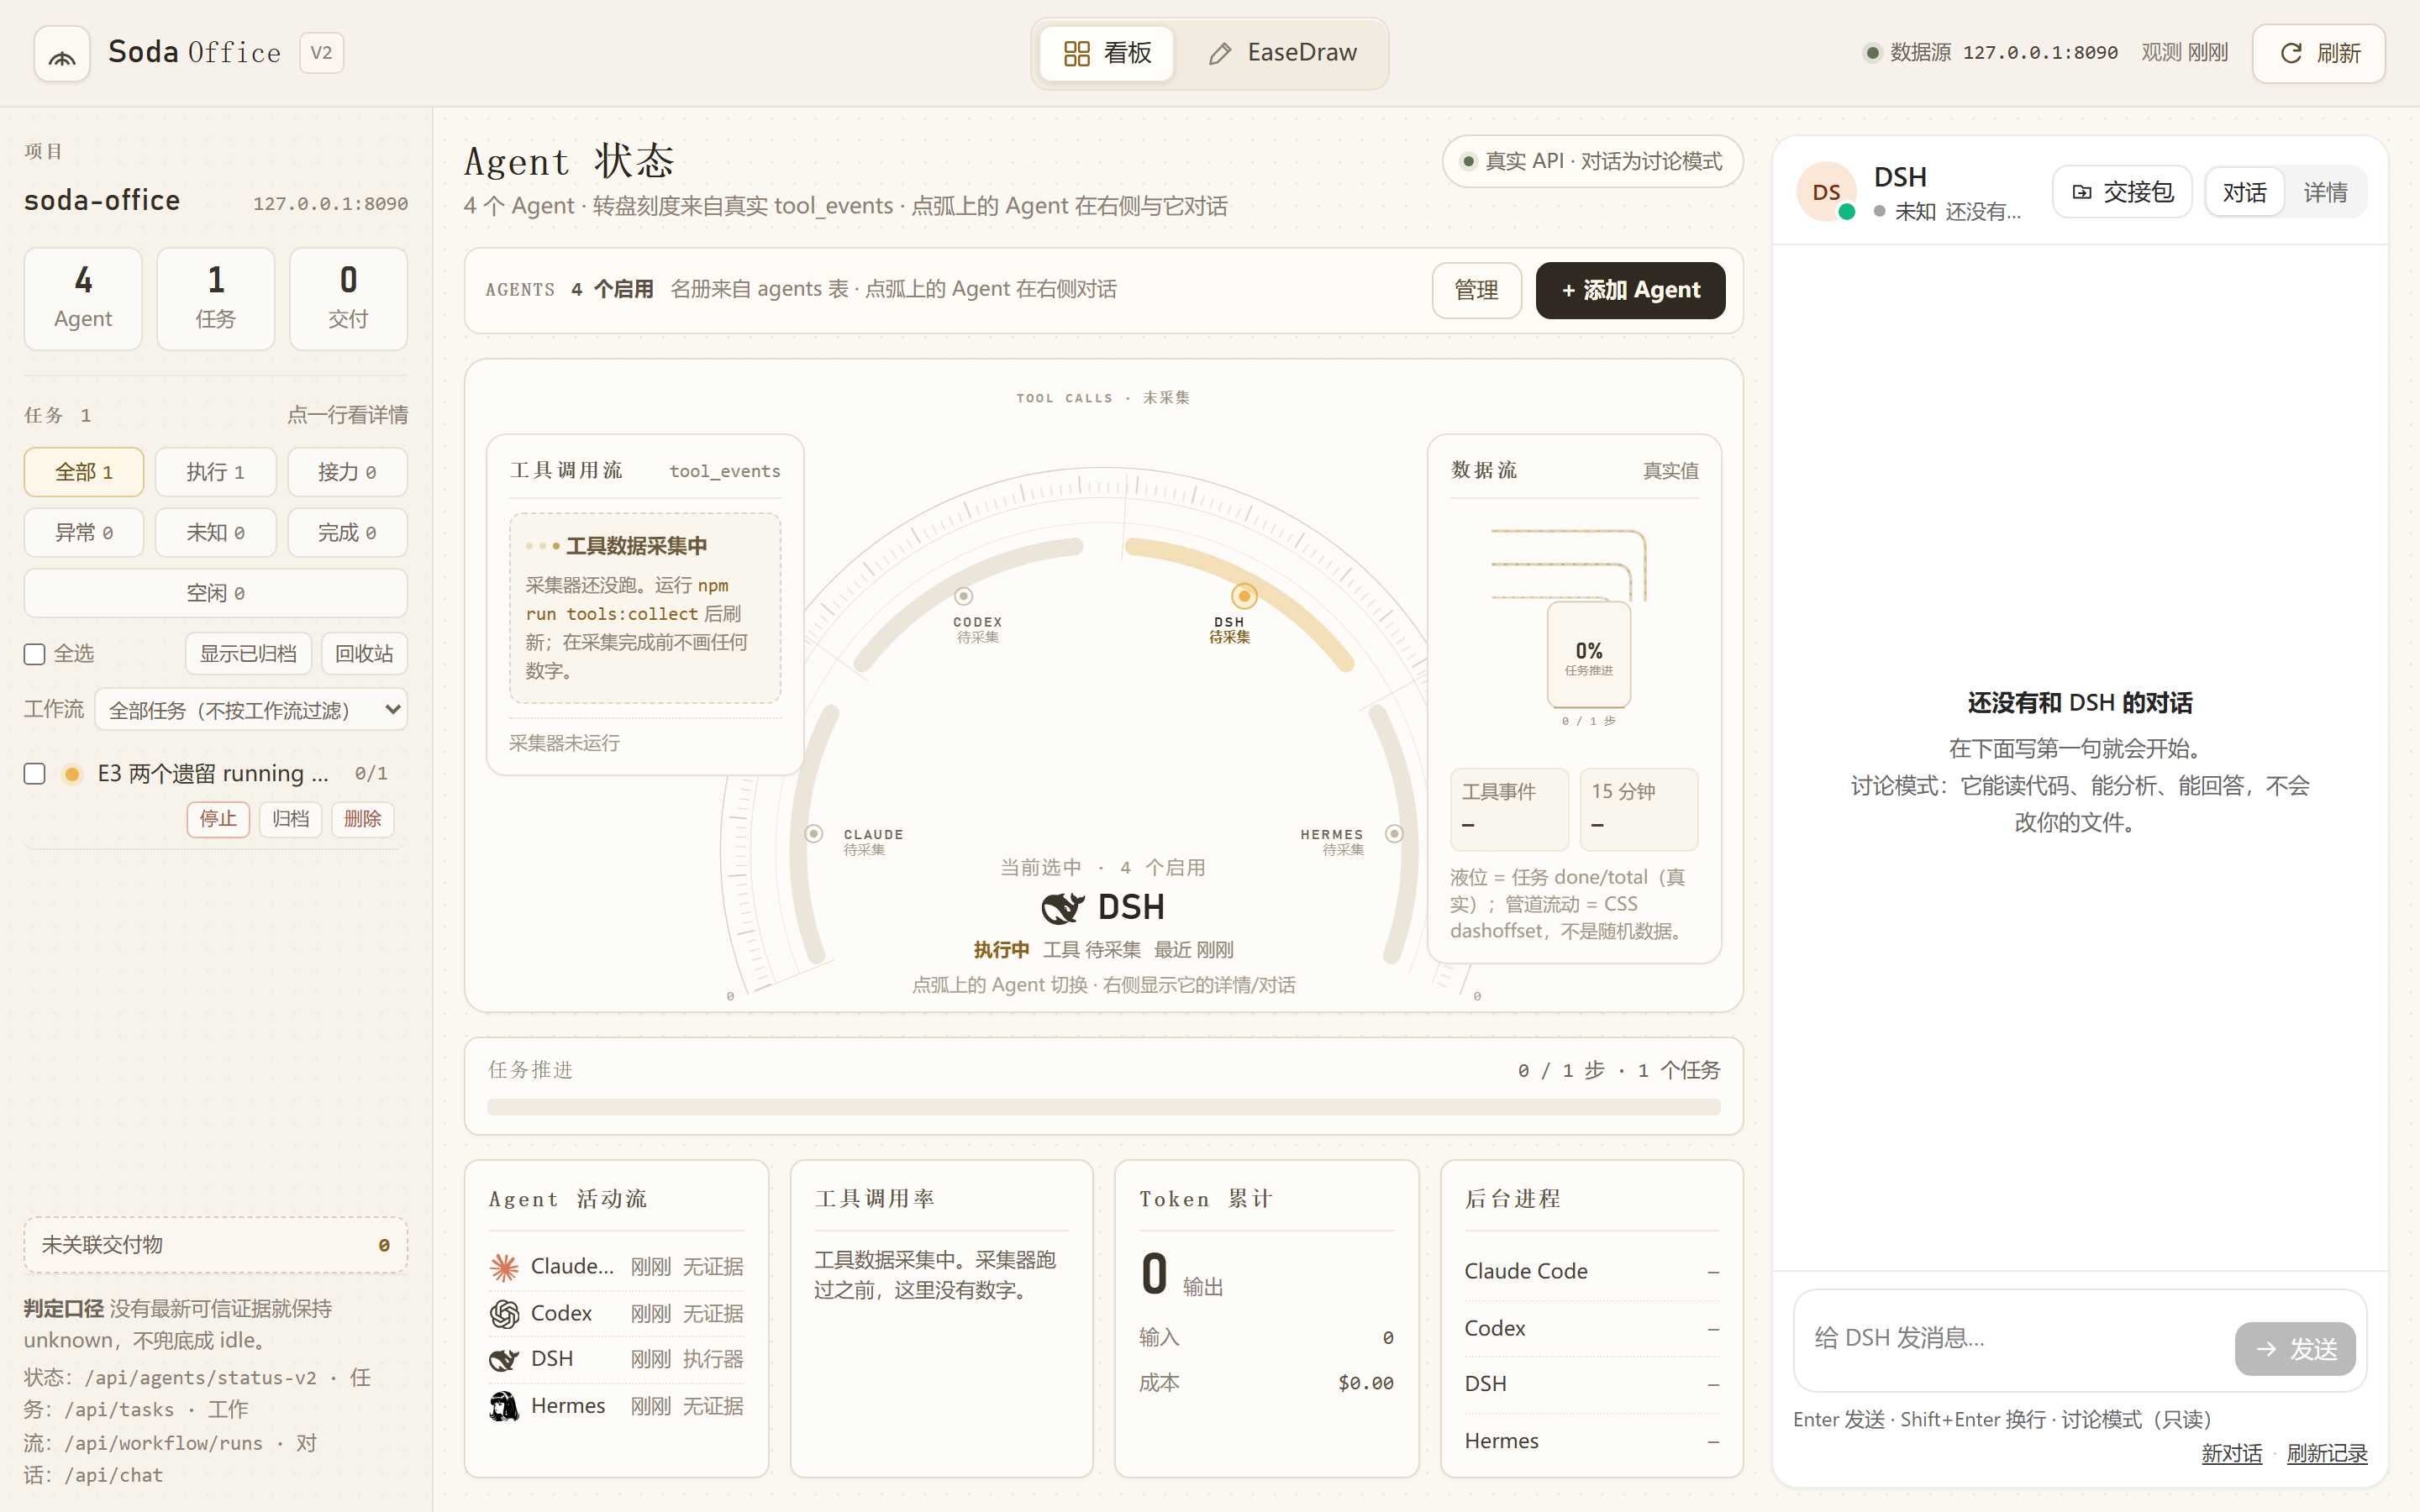 Soda Office V2
看板
EaseDraw
数据源 127.0.0.1:8090 观测 刚刚
刷新
项目
soda-office 127.0.0.1:8090
4 Agent
1 任务
0 交付
任务 1 点一行看详情
全部 1 执行 1 接力 0
异常 0 未知 0 完成 0
空闲 0
全选 显示已归档 回收站
工作流 全部任务（不按工作流过滤）
E3 两个遗留 running ... 0/1
停止 归档 删除
未关联交付物 0
判定口径 没有最新可信证据就保持
unknown，不兜底成 idle。
状态：/api/agents/status-v2 · 任
务：/api/tasks · 工作
流：/api/workflow/runs · 对
话：/api/chat
Agent 状态
4 个 Agent · 转盘刻度来自真实 tool_events · 点弧上的 Agent 在右侧与它对话
真实 API · 对话为讨论模式
AGENTS 4 个启用 名册来自 agents 表 · 点弧上的 Agent 在右侧对话
管理
+ 添加 Agent
TOOL CALLS · 未采集
工具调用流 tool_events
工具数据采集中
采集器还没跑。运行 npm
run tools:collect 后刷
新；在采集完成前不画任何
数字。
采集器未运行
CODEX
待采集
DSH
待采集
CLAUDE
待采集
HERMES
待采集
当前选中 · 4 个启用
DSH
执行中 工具 待采集 最近 刚刚
点弧上的 Agent 切换 · 右侧显示它的详情/对话
0
0
数据流 真实值
0%
任务推进
0 / 1 步
工具事件
–
15 分钟
–
液位 = 任务 done/total（真
实）；管道流动 = CSS
dashoffset，不是随机数据。
任务推进 0 / 1 步 · 1 个任务
Agent 活动流
Claude... 刚刚 无证据
Codex 刚刚 无证据
DSH 刚刚 执行器
Hermes 刚刚 无证据
工具调用率
工具数据采集中。采集器跑
过之前，这里没有数字。
Token 累计
0 输出
输入 0
成本 $0.00
后台进程
Claude Code –
Codex –
DSH –
Hermes –
DS
DSH
未知 还没有...
交接包
对话 详情
还没有和 DSH 的对话
在下面写第一句就会开始。
讨论模式：它能读代码、能分析、能回答，不会
改你的文件。
给 DSH 发消息...
发送
Enter 发送 · Shift+Enter 换行 · 讨论模式（只读）
新对话 · 刷新记录